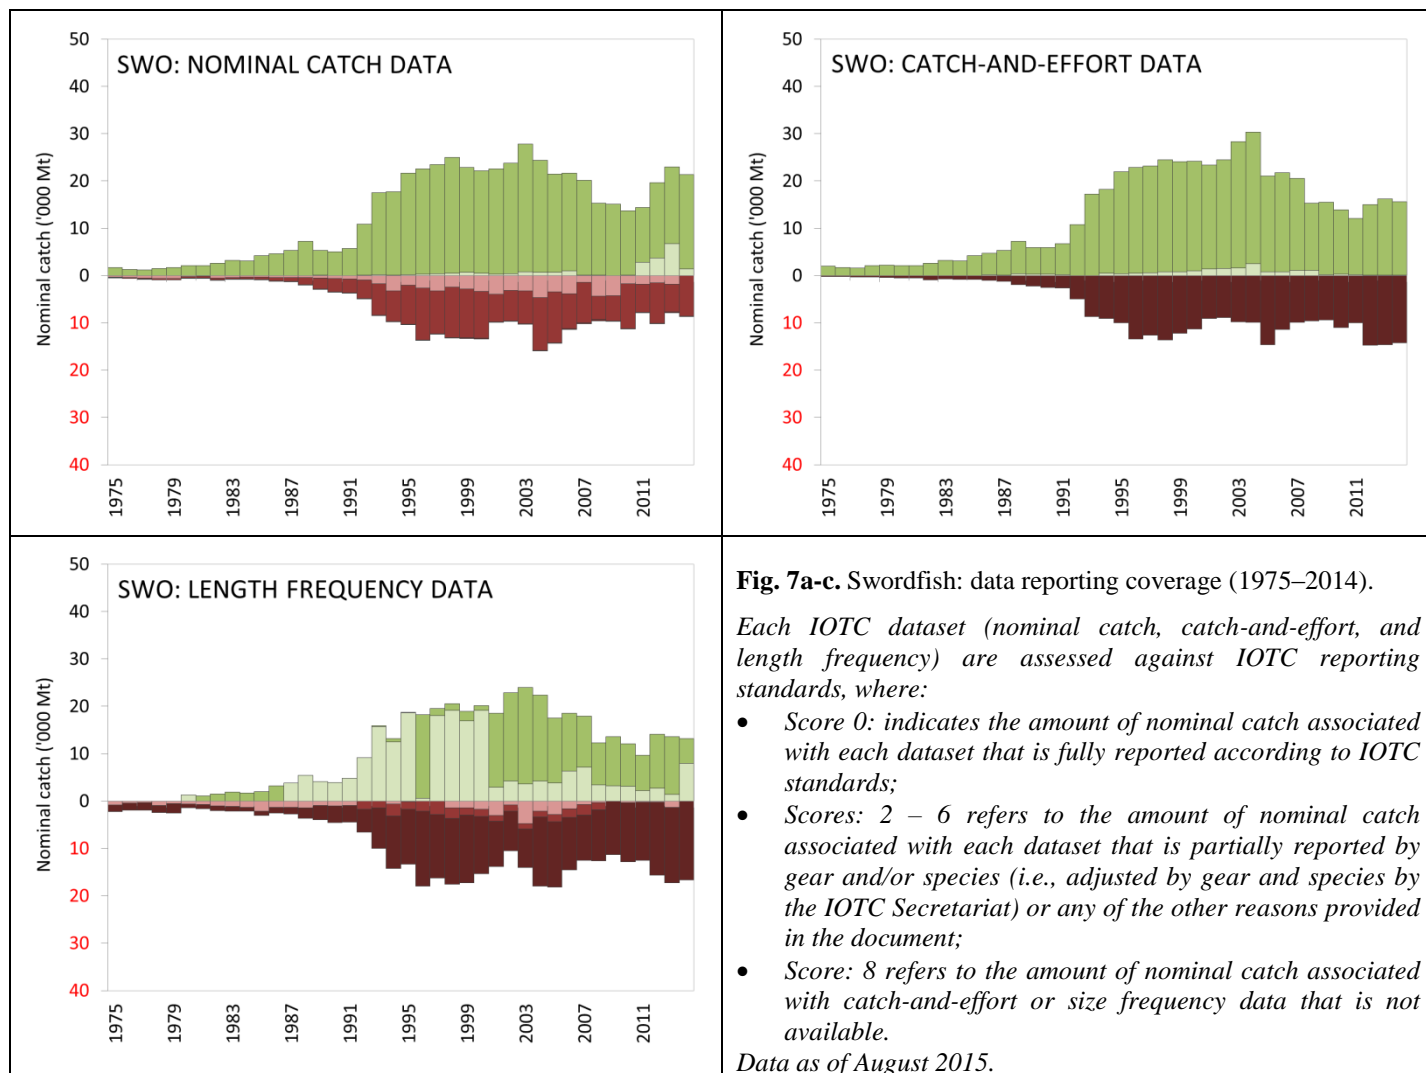 SWO: NOMINAL CATCH DATA
Nominal catch ('000 Mt)
50
40
30
20
10
0
10
20
30
40
1975
1979
1983
1987
1991
1995
1999
2003
2007
2011
SWO: CATCH-AND-EFFORT DATA
Nominal catch ('000 Mt)
50
40
30
20
10
0
10
20
30
40
1975
1979
1983
1987
1991
1995
1999
2003
2007
2011
SWO: LENGTH FREQUENCY DATA
Nominal catch ('000 Mt)
50
40
30
20
10
0
10
20
30
40
1975
1979
1983
1987
1991
1995
1999
2003
2007
2011
Fig. 7a-c. Swordfish: data reporting coverage (1975–2014).
Each IOTC dataset (nominal catch, catch-and-effort, and
length frequency) are assessed against IOTC reporting
standards, where:
• Score 0: indicates the amount of nominal catch associated
with each dataset that is fully reported according to IOTC
standards;
• Scores: 2 – 6 refers to the amount of nominal catch
associated with each dataset that is partially reported by
gear and/or species (i.e., adjusted by gear and species by
the IOTC Secretariat) or any of the other reasons provided
in the document;
• Score: 8 refers to the amount of nominal catch associated
with catch-and-effort or size frequency data that is not
available.
Data as of August 2015.